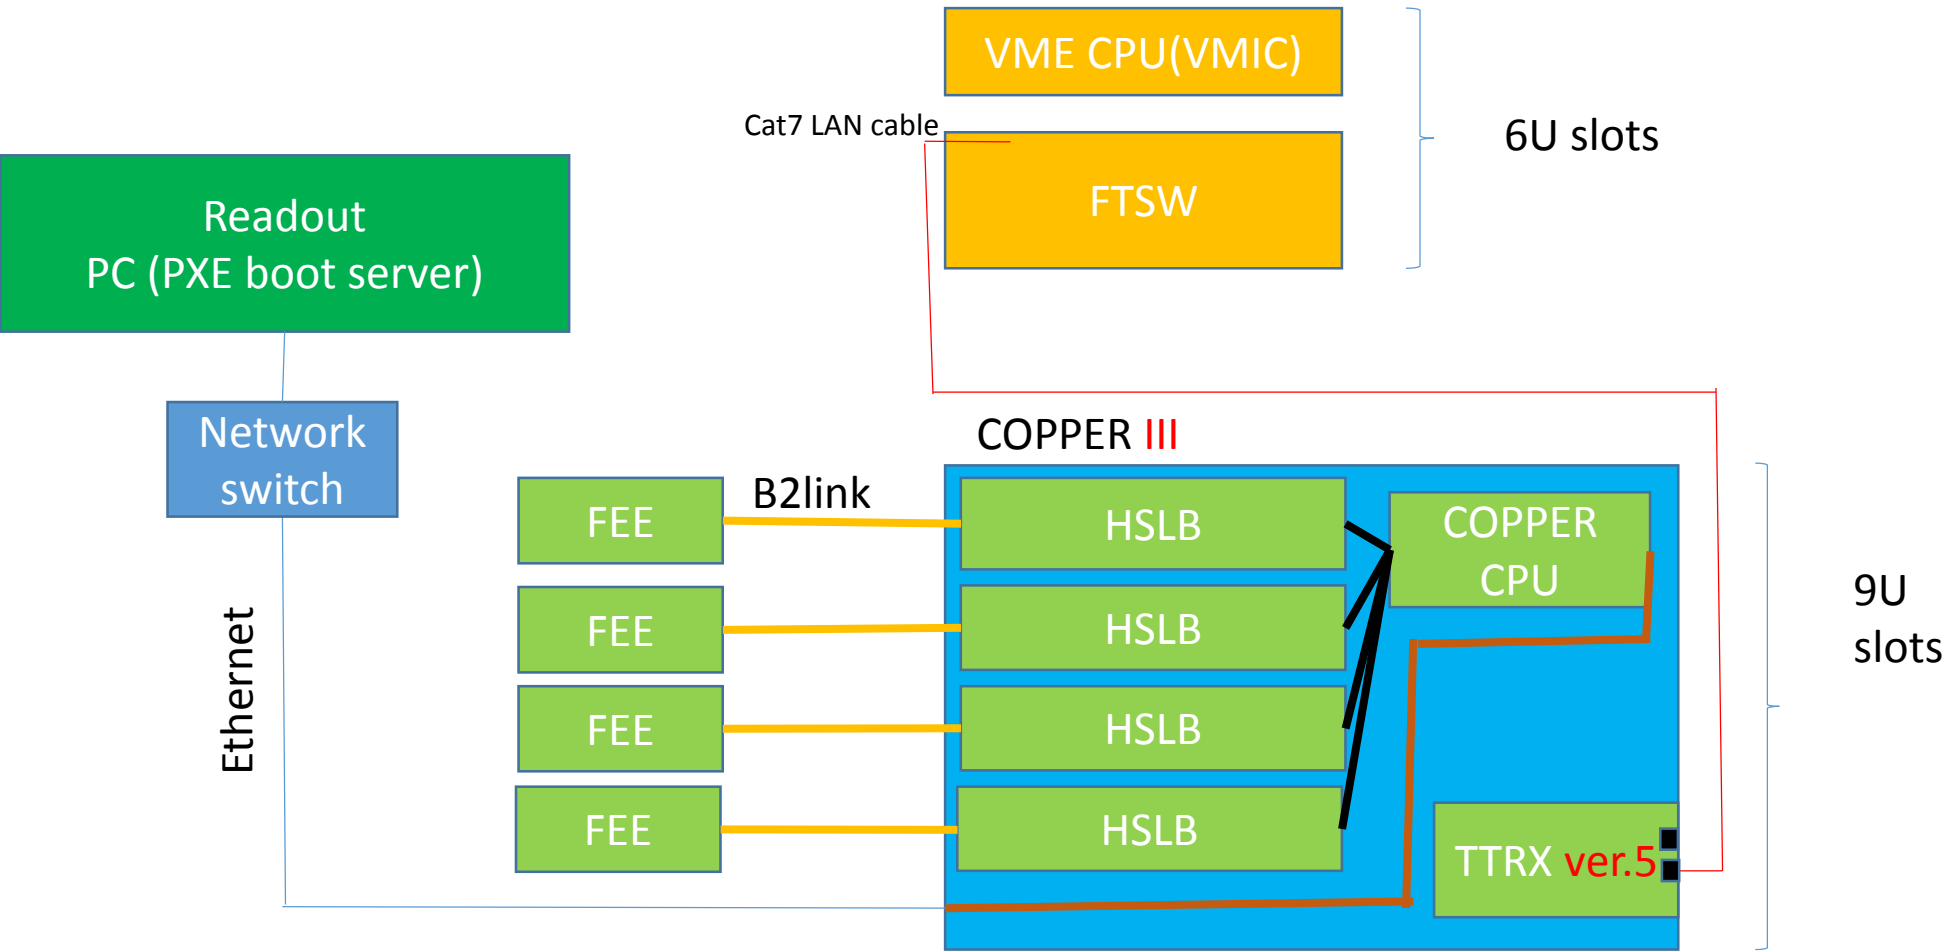 VME CPU(VMIC)
Cat7 LAN cable
6U slots
FTSW
Readout
PC (PXE boot server)
Network
switch
COPPER III
B2link
FEE
HSLB
COPPER
CPU
FEE
HSLB
9U
slots
Ethernet
FEE
HSLB
FEE
HSLB
TTRX ver.5